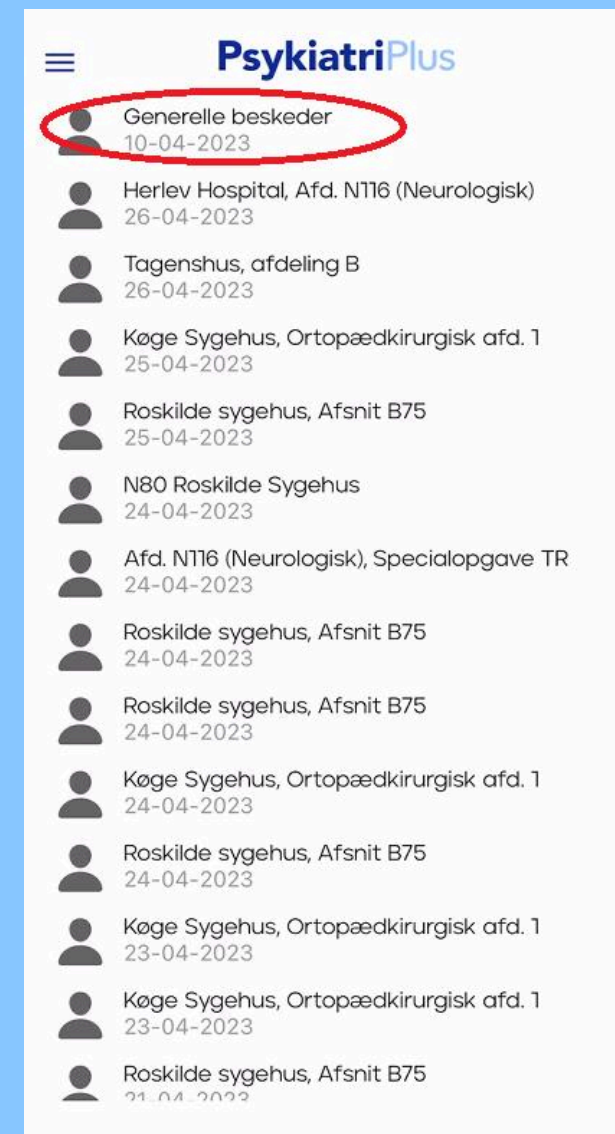 PsykiatriPlus
Generelle beskeder
10-04-2023
Herlev Hospital, Afd. N116 (Neurologisk)
26-04-2023
Tagenshus, afdeling B
26-04-2023
Køge Sygehus, Ortopædkirurgisk afd. 1
25-04-2023
Roskilde sygehus, Afsnit B75
25-04-2023
N80 Roskilde Sygehus
24-04-2023
Afd. N116 (Neurologisk), Specialopgave TR
24-04-2023
Roskilde sygehus, Afsnit B75
24-04-2023
Roskilde sygehus, Afsnit B75
24-04-2023
Køge Sygehus, Ortopædkirurgisk afd. 1
24-04-2023
Roskilde sygehus, Afsnit B75
24-04-2023
Køge Sygehus, Ortopædkirurgisk afd. 1
23-04-2023
Køge Sygehus, Ortopædkirurgisk afd. 1
23-04-2023
Roskilde sygehus, Afsnit B75
21-04-2023